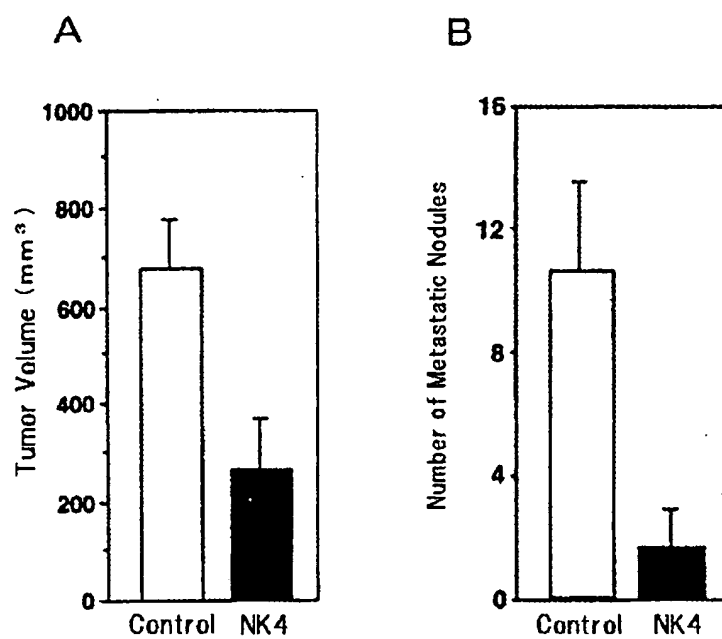 A
Tumor Volume (mm³)
1000
800
600
400
200
0
Control NK4
B
Number of Metastatic Nodules
16
12
8
4
0
Control NK4